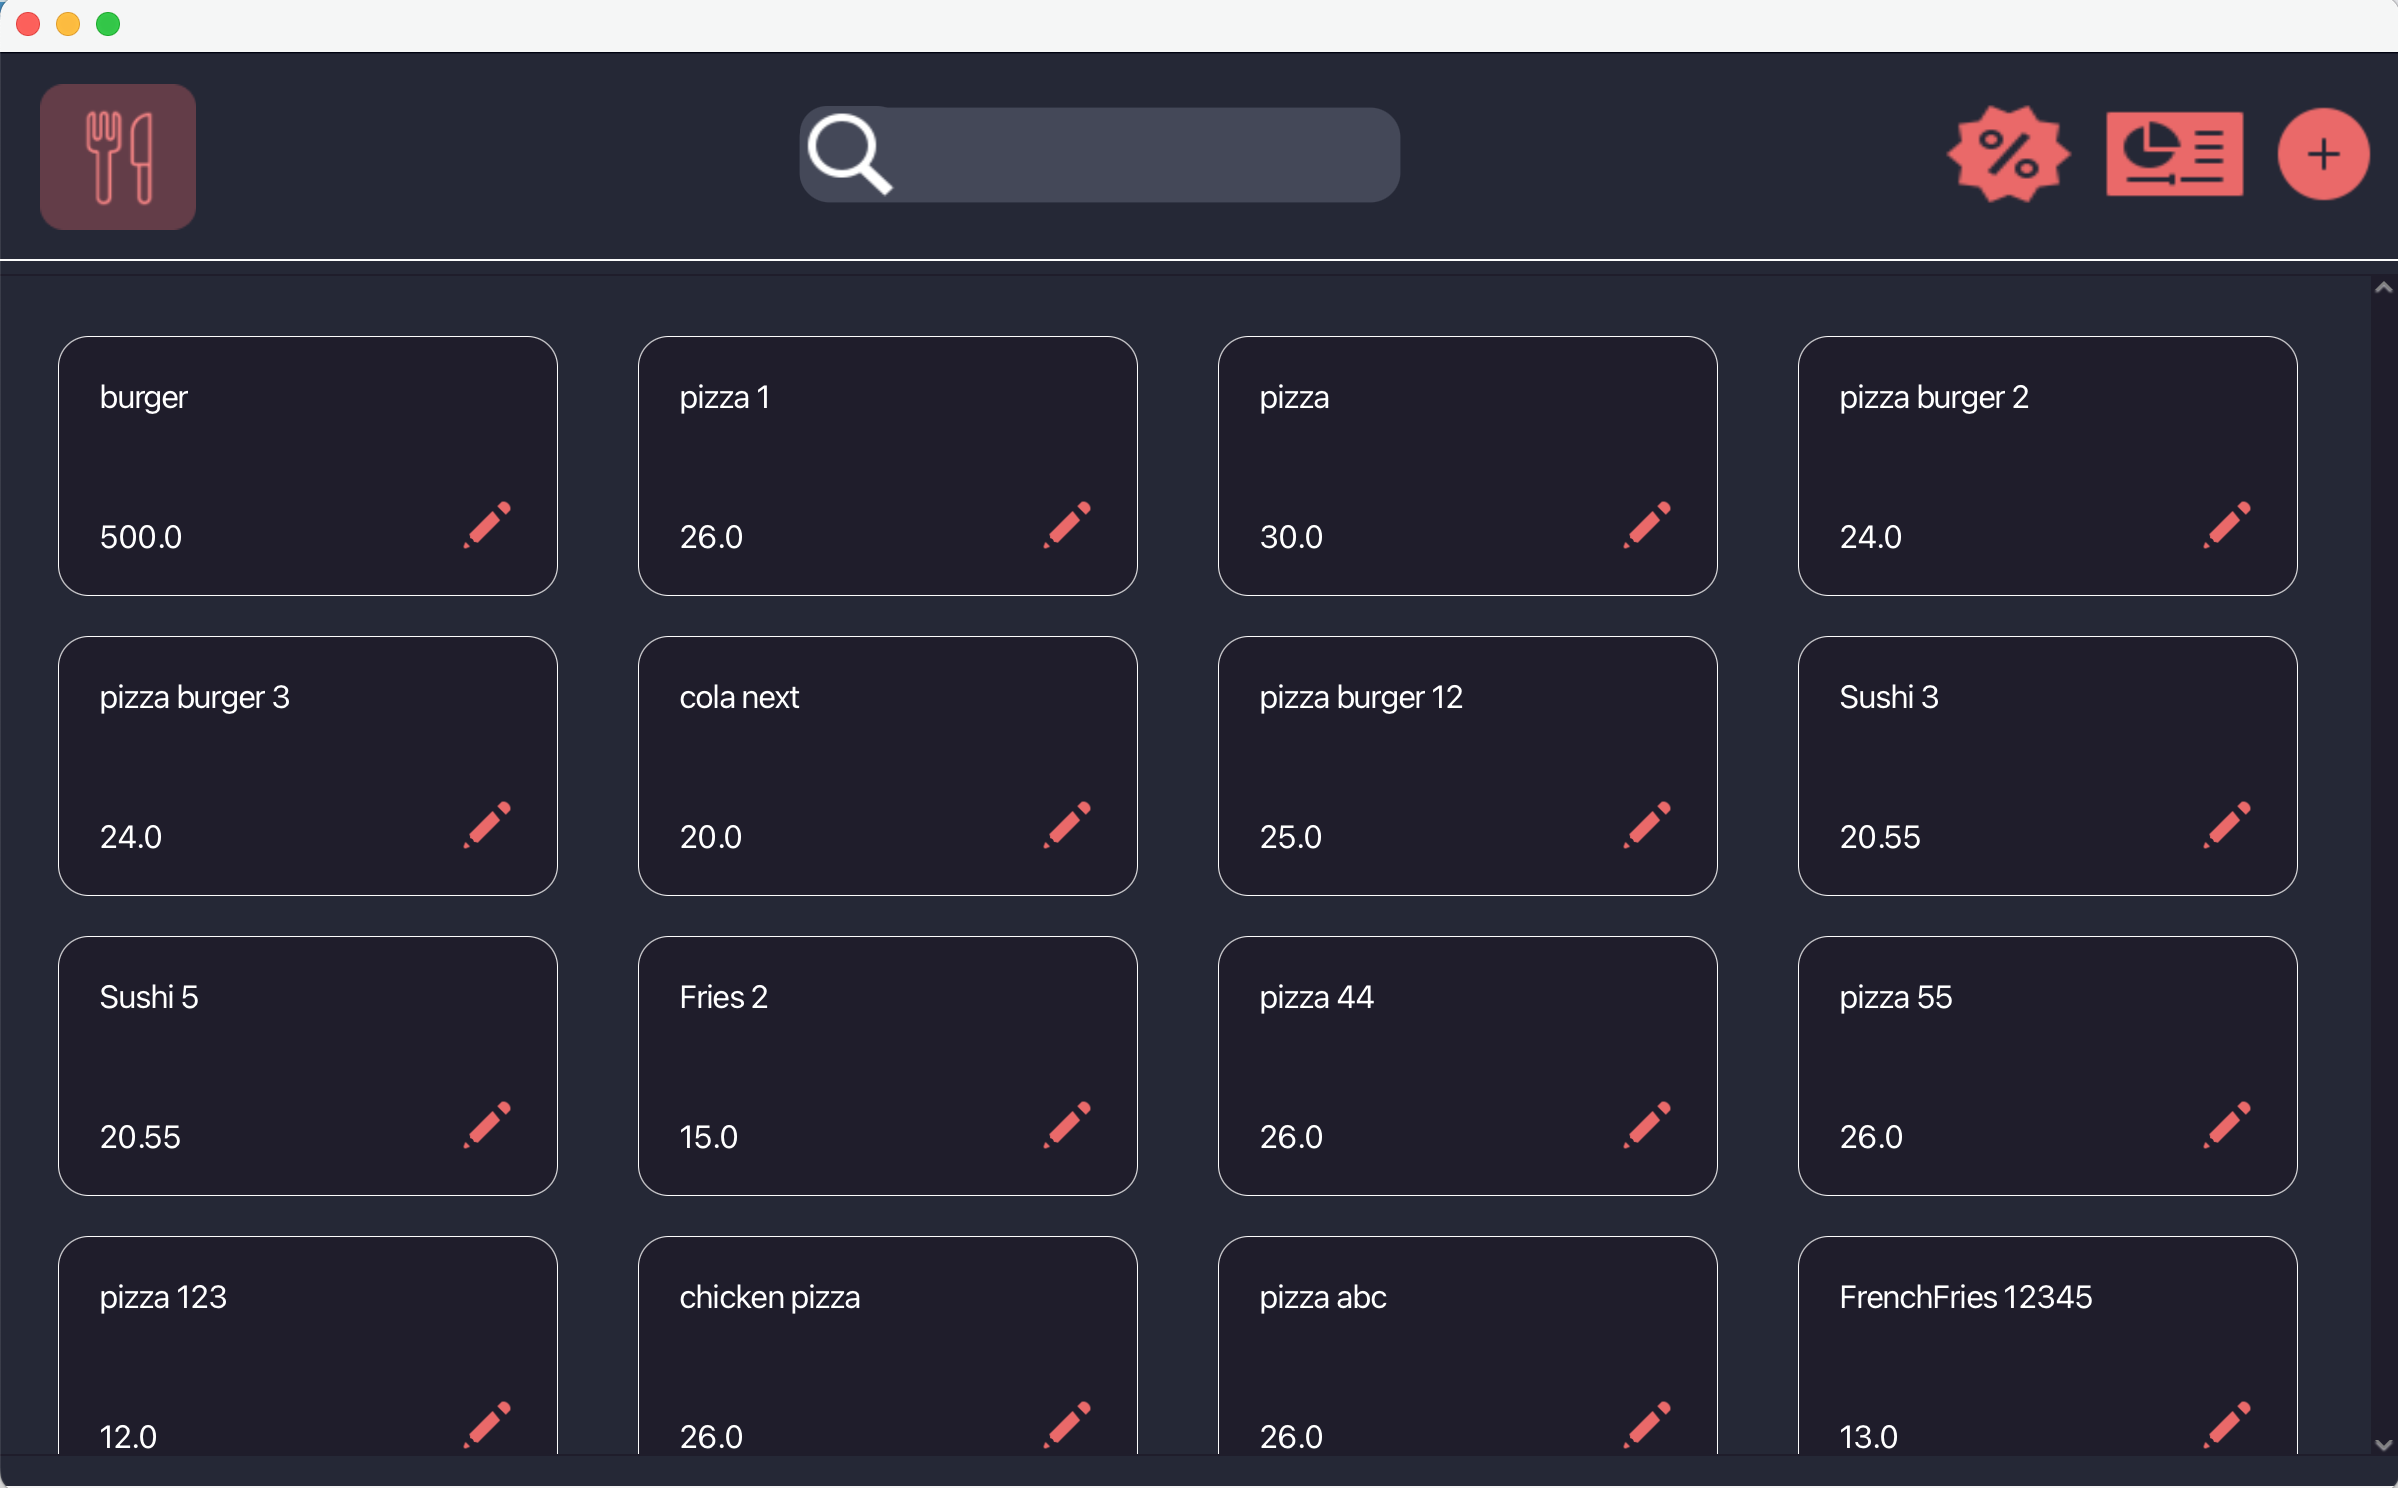 burger
500.0
pizza 1
26.0
pizza
30.0
pizza burger 2
24.0
pizza burger 3
24.0
cola next
20.0
pizza burger 12
25.0
Sushi 3
20.55
Sushi 5
20.55
Fries 2
15.0
pizza 44
26.0
pizza 55
26.0
pizza 123
12.0
chicken pizza
26.0
pizza abc
26.0
FrenchFries 12345
13.0